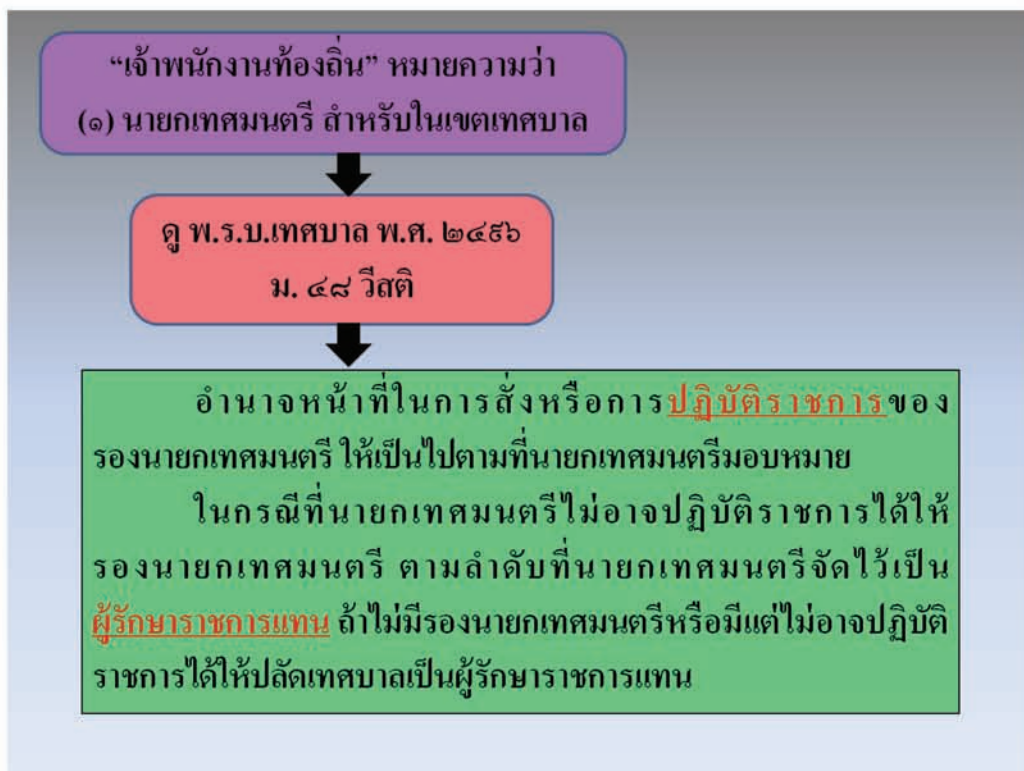 “เจ้าพนักงานท้องถิ่น” หมายความว่า
(๑) นายกเทศมนตรี สำหรับในเขตเทศบาล
ดู พ.ร.บ.เทศบาล พ.ศ. ๒๔๙๖
ม. ๔๘ วีสติ
อำนาจหน้าที่ในการสั่งหรือการปฏิบัติราชการของ
รองนายกเทศมนตรี ให้เป็นไปตามที่นายกเทศมนตรีมอบหมาย
ในกรณีที่นายกเทศมนตรีไม่อาจปฏิบัติราชการได้ให้
รองนายกเทศมนตรี ตามลำดับที่นายกเทศมนตรีจัดไว้เป็น
ผู้รักษาราชการแทน ถ้าไม่มีรองนายกเทศมนตรีหรือมีแต่ไม่อาจปฏิบัติ
ราชการได้ให้ปลัดเทศบาลเป็นผู้รักษาราชการแทน